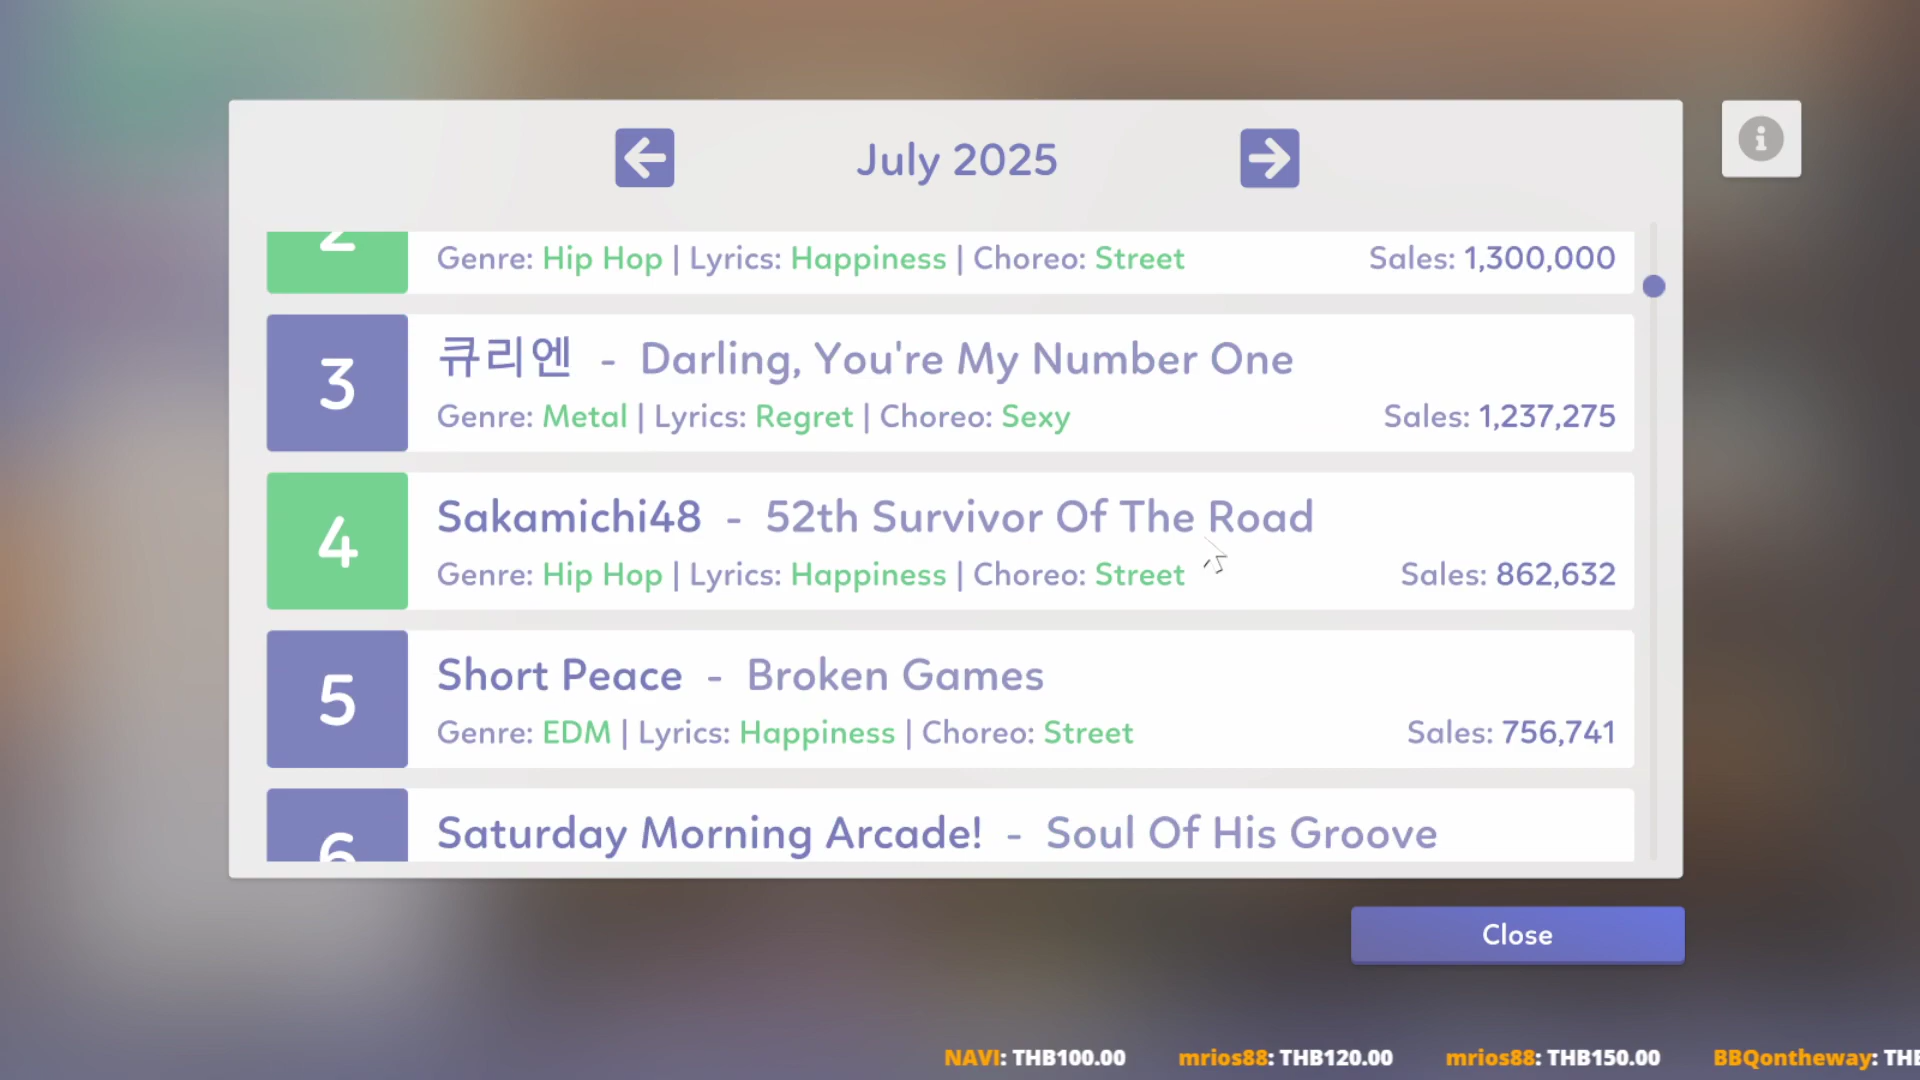 July 2025
2
Genre: Hip Hop | Lyrics: Happiness | Choreo: Street Sales: 1,300,000
3
큐리엔 - Darling, You're My Number One
Genre: Metal | Lyrics: Regret | Choreo: Sexy Sales: 1,237,275
4
Sakamichi48 - 52th Survivor Of The Road
Genre: Hip Hop | Lyrics: Happiness | Choreo: Street Sales: 862,632
5
Short Peace - Broken Games
Genre: EDM | Lyrics: Happiness | Choreo: Street Sales: 756,741
6
Saturday Morning Arcade! - Soul Of His Groove
Close
NAVI: THB100.00 mrios88: THB120.00 mrios88: THB150.00 BBQontheway: THB